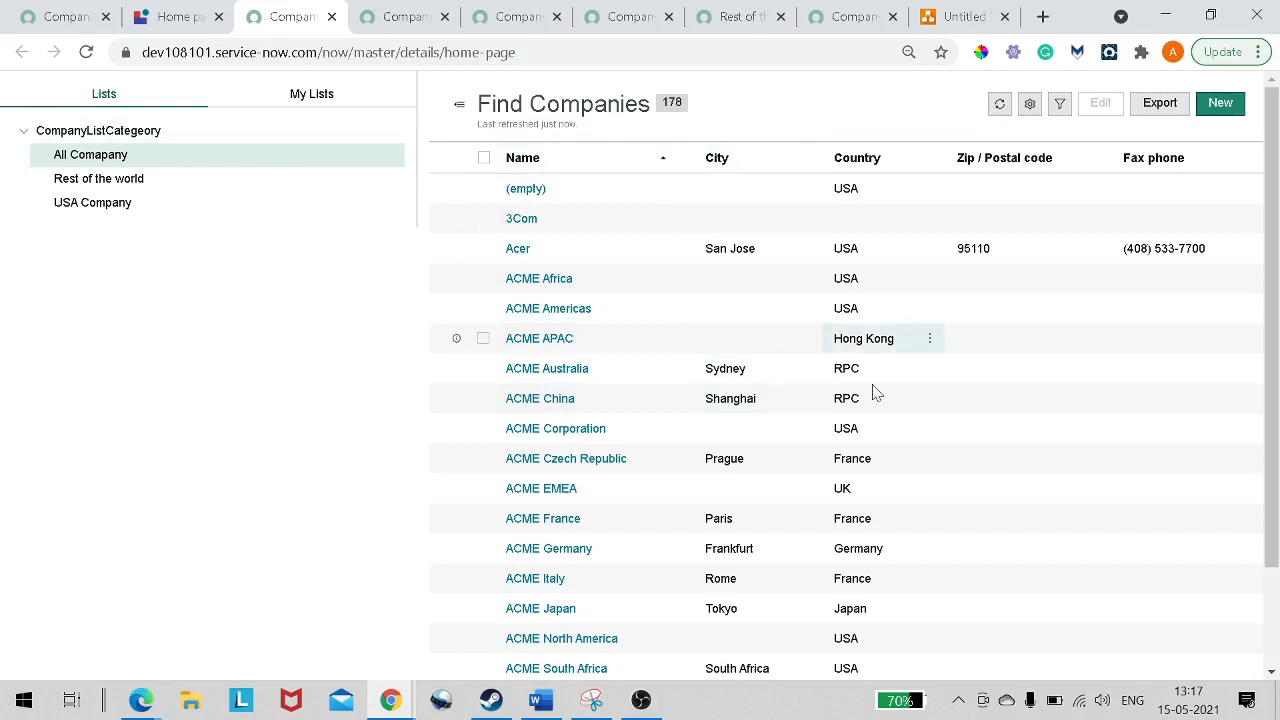 Compan
Home p
Compan
Compan
Compan
Compan
Rest of t
Compan
Untitled
dev108101.service-now.com/now/master/details/home-page
A
Update
Lists
My Lists
CompanyListCategeory
All Comapany
Rest of the world
USA Company
Find Companies 178
Last refreshed just now.
Edit
Export
New
Name City Country Zip / Postal code Fax phone
(empty) USA
3Com
Acer San Jose USA 95110 (408) 533-7700
ACME Africa USA
ACME Americas USA
ACME APAC Hong Kong
ACME Australia Sydney RPC
ACME China Shanghai RPC
ACME Corporation USA
ACME Czech Republic Prague France
ACME EMEA UK
ACME France Paris France
ACME Germany Frankfurt Germany
ACME Italy Rome France
ACME Japan Tokyo Japan
ACME North America USA
ACME South Africa South Africa USA
70%
ENG
13:17
15-05-2021